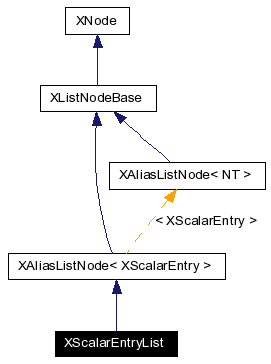 XNode
XListNodeBase
XAliasListNode< NT >
< XScalarEntry >
XAliasListNode< XScalarEntry >
XScalarEntryList